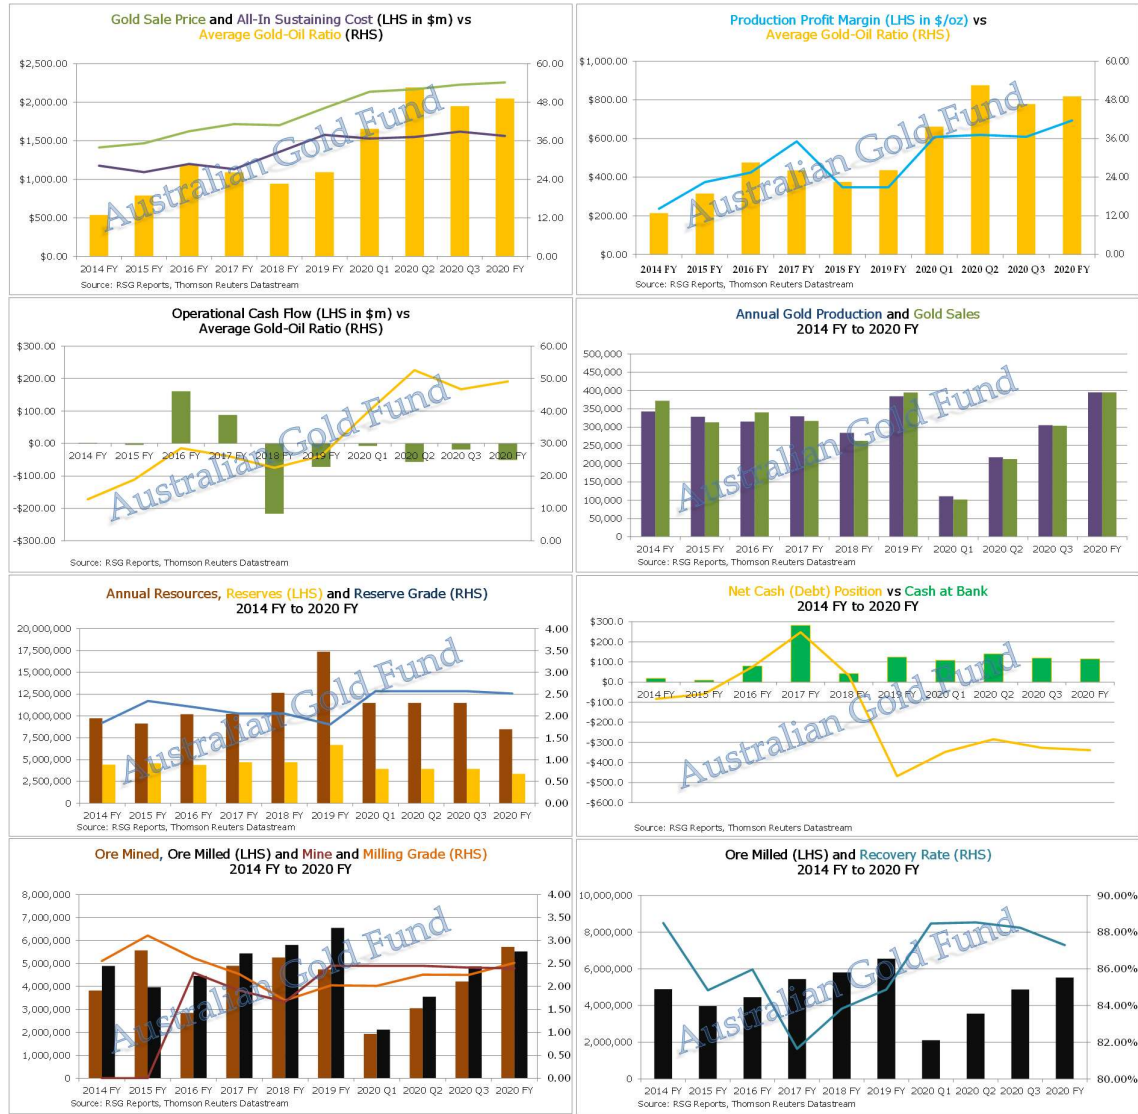 Gold Sale Price and All-In Sustaining Cost (LHS in $m) vs
Average Gold-Oil Ratio (RHS)
$2,500.00
$2,000.00
$1,500.00
$1,000.00
$500.00
$0.00
60.00
48.00
36.00
24.00
12.00
0.00
2014 FY 2015 FY 2016 FY 2017 FY 2018 FY 2019 FY 2020 Q1 2020 Q2 2020 Q3 2020 FY
Source: RSG Reports, Thomson Reuters Datastream
Australian Gold Fund
Production Profit Margin (LHS in $/oz) vs
Average Gold-Oil Ratio (RHS)
$1,000.00
$800.00
$600.00
$400.00
$200.00
$0.00
60.00
48.00
36.00
24.00
12.00
0.00
2014 FY 2015 FY 2016 FY 2017 FY 2018 FY 2019 FY 2020 Q1 2020 Q2 2020 Q3 2020 FY
Source: RSG Reports, Thomson Reuters Datastream
Australian Gold Fund
Operational Cash Flow (LHS in $m) vs
Average Gold-Oil Ratio (RHS)
$300.00
$200.00
$100.00
$0.00
-$100.00
-$200.00
-$300.00
60.00
50.00
40.00
30.00
20.00
10.00
0.00
2014 FY 2015 FY 2016 FY 2017 FY 2018 FY 2019 FY 2020 Q1 2020 Q2 2020 Q3 2020 FY
Source: RSG Reports, Thomson Reuters Datastream
Australian Gold Fund
Annual Gold Production and Gold Sales
2014 FY to 2020 FY
500,000
450,000
400,000
350,000
300,000
250,000
200,000
150,000
100,000
50,000
0
2014 FY 2015 FY 2016 FY 2017 FY 2018 FY 2019 FY 2020 Q1 2020 Q2 2020 Q3 2020 FY
Source: RSG Reports, Thomson Reuters Datastream
Australian Gold Fund
Annual Resources, Reserves (LHS) and Reserve Grade (RHS)
2014 FY to 2020 FY
20,000,000
17,500,000
15,000,000
12,500,000
10,000,000
7,500,000
5,000,000
2,500,000
0
4.00
3.50
3.00
2.50
2.00
1.50
1.00
0.50
0.00
2014 FY 2015 FY 2016 FY 2017 FY 2018 FY 2019 FY 2020 Q1 2020 Q2 2020 Q3 2020 FY
Source: RSG Reports, Thomson Reuters Datastream
Australian Gold Fund
Net Cash (Debt) Position vs Cash at Bank
2014 FY to 2020 FY
$300.0
$200.0
$100.0
$0.0
-$100.0
-$200.0
-$300.0
-$400.0
-$500.0
-$600.0
2014 FY 2015 FY 2016 FY 2017 FY 2018 FY 2019 FY 2020 Q1 2020 Q2 2020 Q3 2020 FY
Source: RSG Reports, Thomson Reuters Datastream
Australian Gold Fund
Ore Mined, Ore Milled (LHS) and Mine and Milling Grade (RHS)
2014 FY to 2020 FY
8,000,000
7,000,000
6,000,000
5,000,000
4,000,000
3,000,000
2,000,000
1,000,000
0
4.00
3.50
3.00
2.50
2.00
1.50
1.00
0.50
0.00
2014 FY 2015 FY 2016 FY 2017 FY 2018 FY 2019 FY 2020 Q1 2020 Q2 2020 Q3 2020 FY
Source: RSG Reports, Thomson Reuters Datastream
Australian Gold Fund
Ore Milled (LHS) and Recovery Rate (RHS)
2014 FY to 2020 FY
10,000,000
8,000,000
6,000,000
4,000,000
2,000,000
0
90.00%
88.00%
86.00%
84.00%
82.00%
80.00%
2014 FY 2015 FY 2016 FY 2017 FY 2018 FY 2019 FY 2020 Q1 2020 Q2 2020 Q3 2020 FY
Source: RSG Reports, Thomson Reuters Datastream
Australian Gold Fund